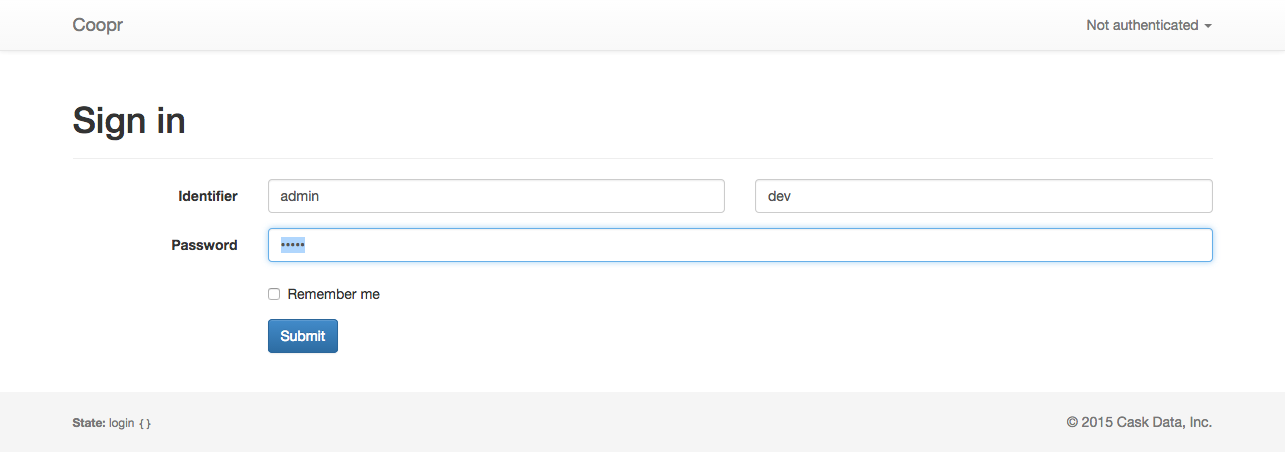 Coopr Not authenticated
Sign in
Identifier admin dev
Password •••••
Remember me
Submit
State: login {} © 2015 Cask Data, Inc.